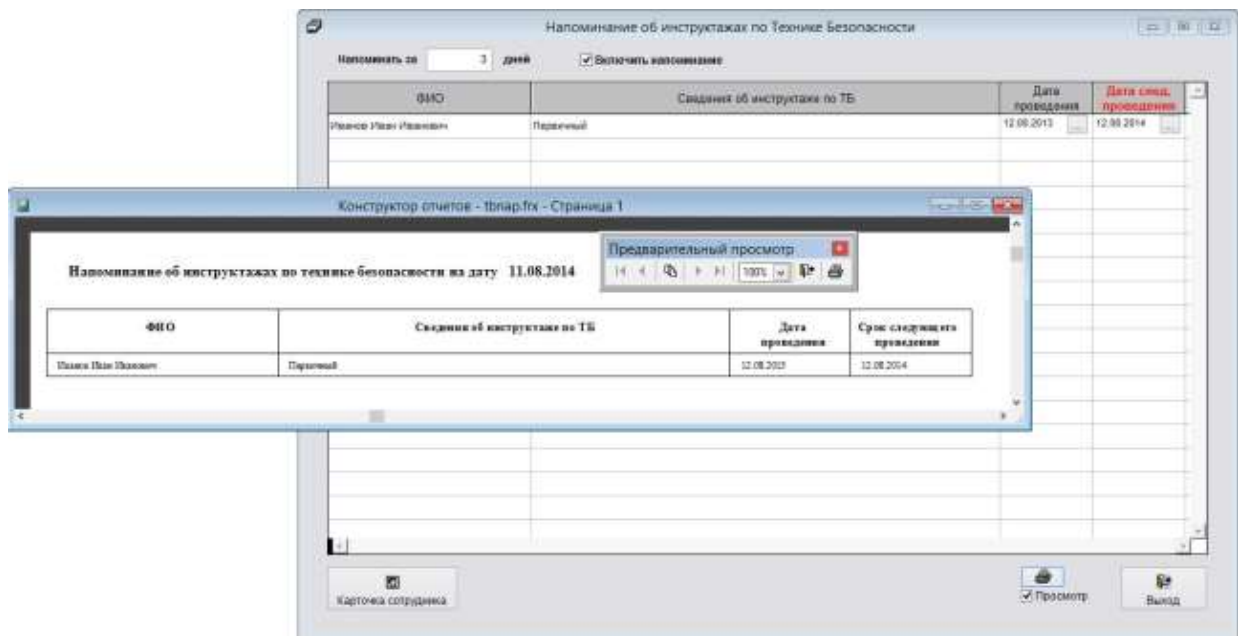 Напоминание об инструктажах по Технике Безопасности
Напоминать за 3 дней Включить напоминание
ФИО Сведения об инструктаже по ТБ Дата проведения Дата след. проведения
Иванов Иван Иванович Первичный 12.08.2013 ... 12.08.2014 ...
Конструктор отчетов - tbnap.frx - Страница 1
Предварительный просмотр
100%
Напоминание об инструктажах по технике безопасности на дату 11.08.2014
ФИО Сведения об инструктаже по ТБ Дата проведения Срок следующего проведения
Иванов Иван Иванович Первичный 12.08.2013 12.08.2014
Карточка сотрудника
Просмотр
Выход